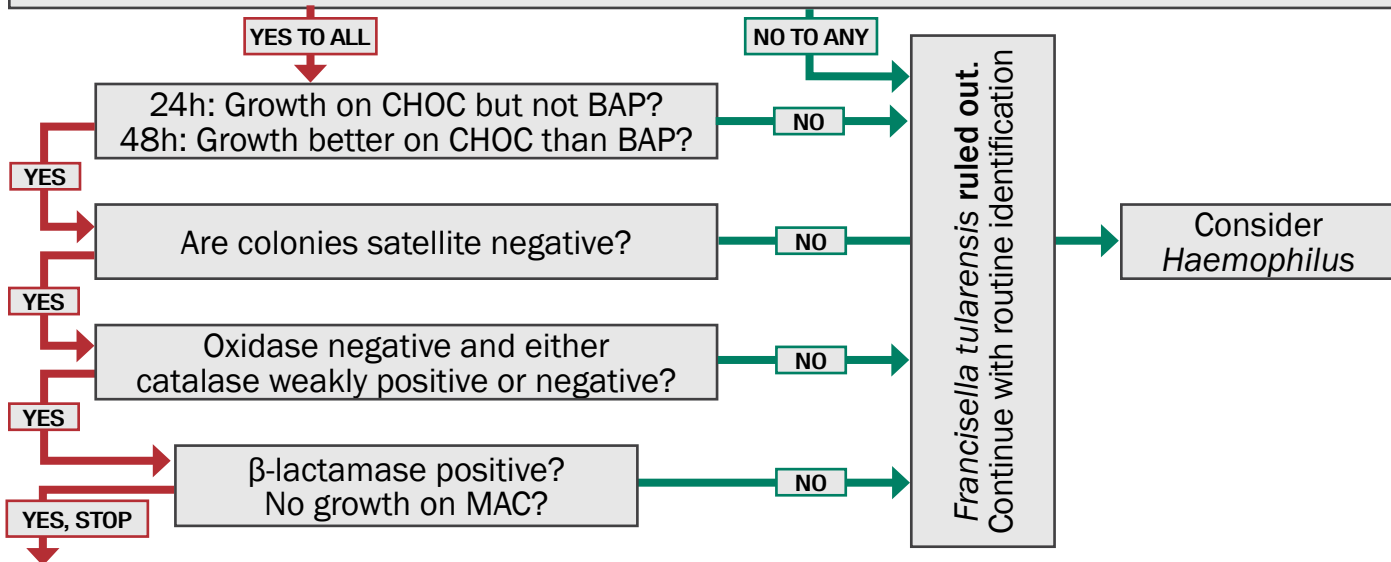 YES TO ALL
NO TO ANY
24h: Growth on CHOC but not BAP?
48h: Growth better on CHOC than BAP?
NO
YES
Are colonies satellite negative?
NO
Francisella tularensis ruled out.
Continue with routine identification
Consider
Haemophilus
YES
Oxidase negative and either
catalase weakly positive or negative?
NO
YES
β-lactamase positive?
No growth on MAC?
NO
YES, STOP